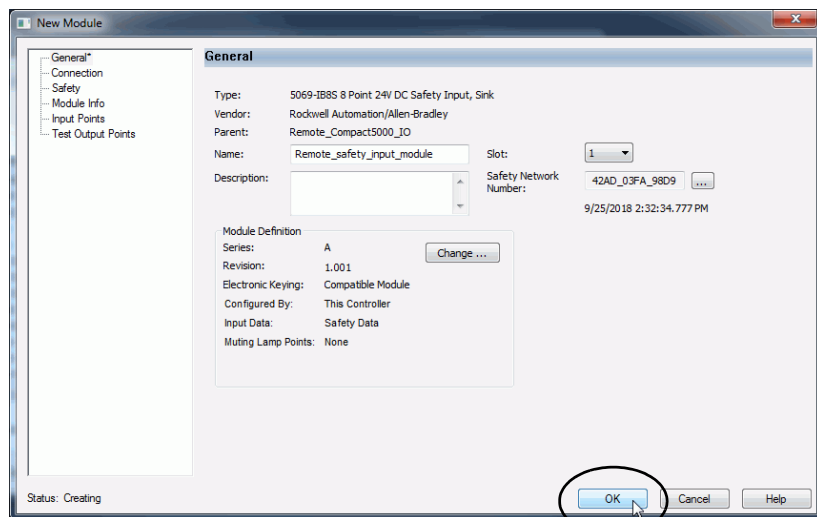 New Module
General*
Connection
Safety
Module Info
Input Points
Test Output Points
General
Type: 5069-IB8S 8 Point 24V DC Safety Input, Sink
Vendor: Rockwell Automation/Allen-Bradley
Parent: Remote_Compact5000_IO
Name: Remote_safety_input_module Slot: 1
Description: Safety Network Number: 42AD_03FA_98D9 ...
9/25/2018 2:32:34.777 PM
Module Definition
Series: A Change ...
Revision: 1.001
Electronic Keying: Compatible Module
Configured By: This Controller
Input Data: Safety Data
Muting Lamp Points: None
Status: Creating OK Cancel Help